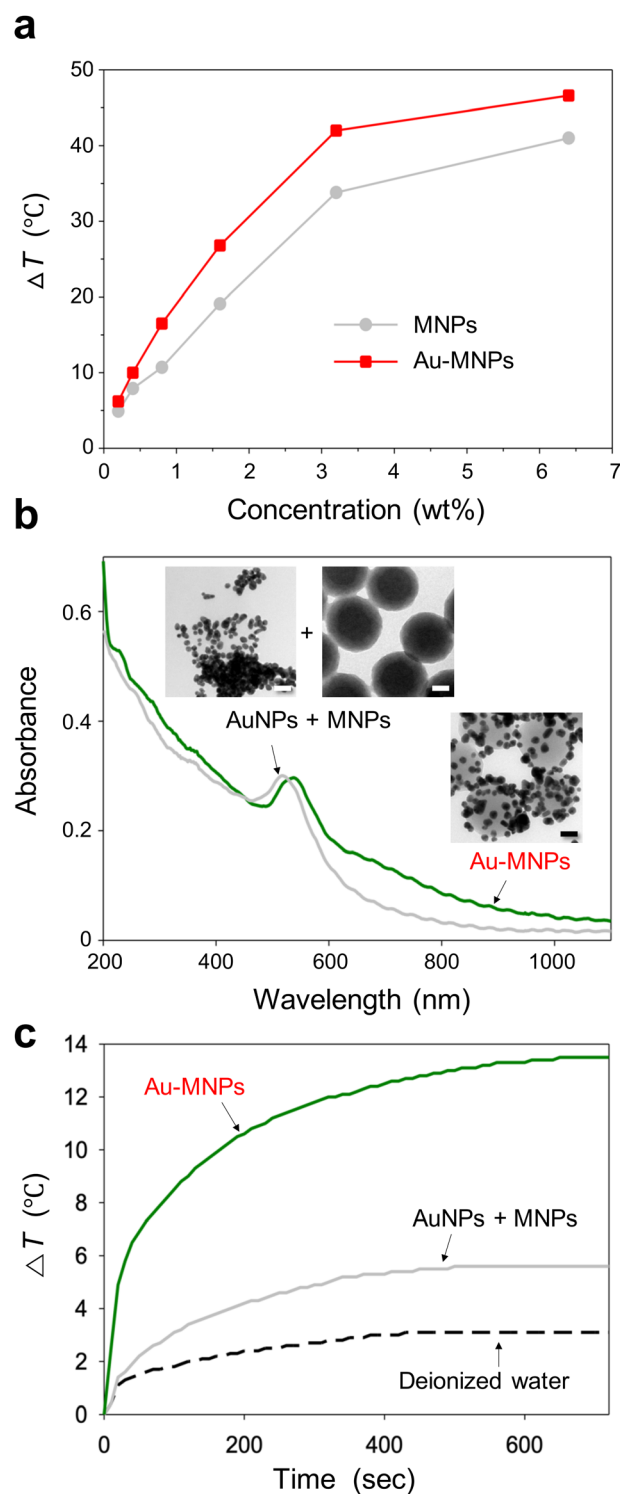 a
50
40
30
20
10
0
△T (℃)
MNPs
Au-MNPs
0 1 2 3 4 5 6 7
Concentration (wt%)
b
0.6
0.4
0.2
0
Absorbance
+
AuNPs + MNPs
Au-MNPs
200 400 600 800 1000
Wavelength (nm)
c
14
12
10
8
6
4
2
0
△T (℃)
Au-MNPs
AuNPs + MNPs
Deionized water
0 200 400 600
Time (sec)